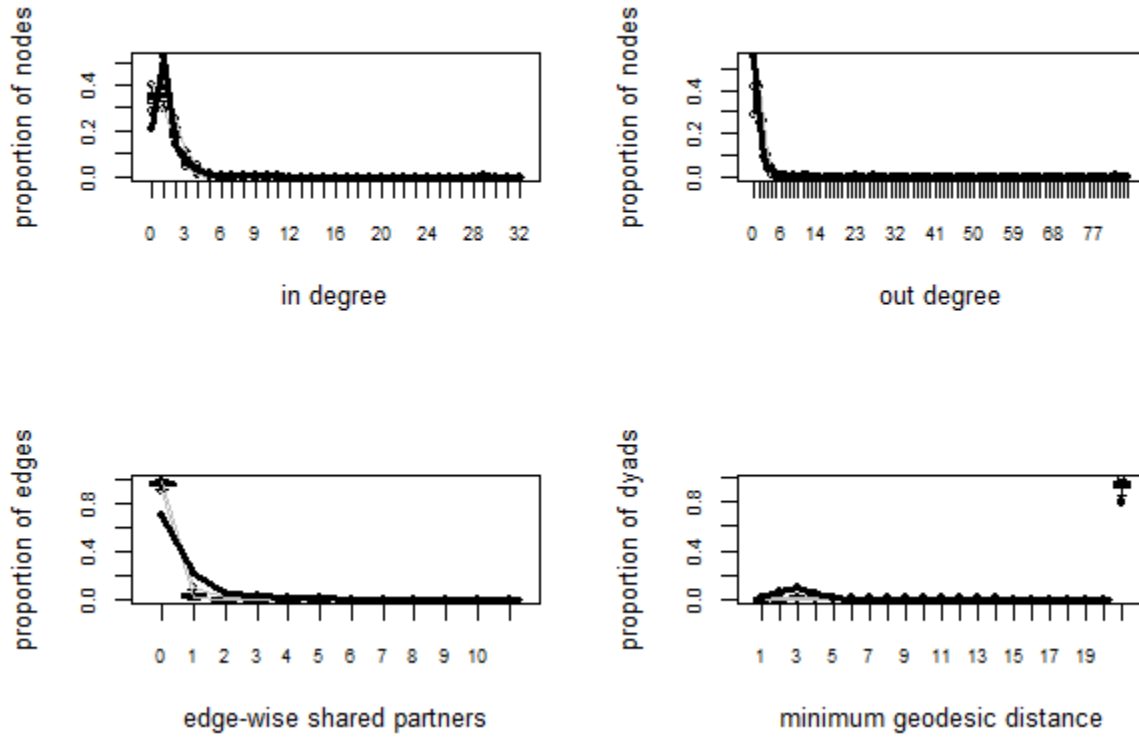 proportion of nodes
0.0 0.2 0.4
0 3 6 9 12 16 20 24 28 32
in degree
proportion of nodes
0.0 0.2 0.4
0 6 14 23 32 41 50 59 68 77
out degree
proportion of edges
0.0 0.4 0.8
0 1 2 3 4 5 6 7 8 9 10
edge-wise shared partners
proportion of dyads
0.0 0.4 0.8
1 3 5 7 9 11 13 15 17 19
minimum geodesic distance